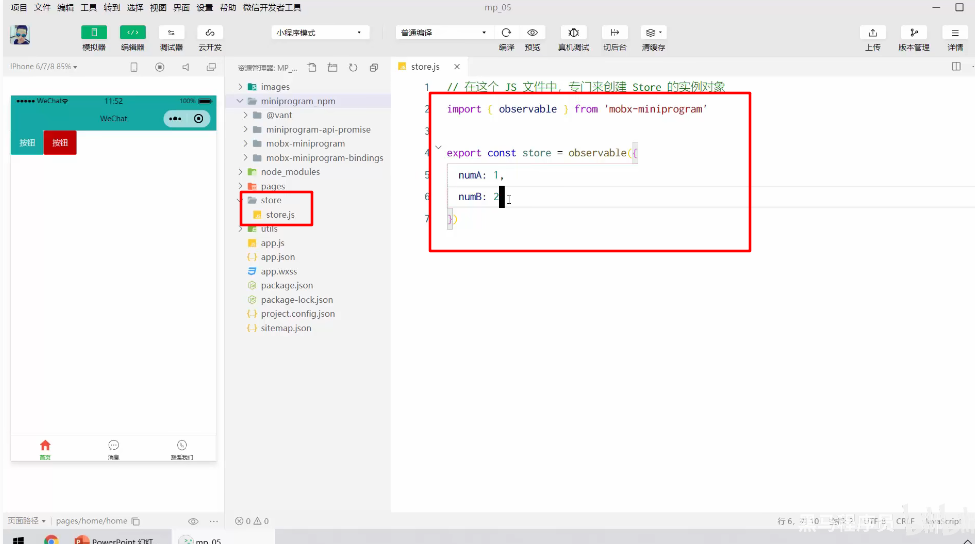 项目 文件 编辑 工具 转到 选择 视图 界面 设置 帮助 微信开发者工具
mp_05
模拟器 编辑器 调试器 云开发
小程序模式
普通编译
编译 预览 真机调试 切后台 清缓存
上传 版本管理 详情
iPhone 6/7/8 85%
资源管理器: MP_...
store.js
WeChat
11:52
100%
WeChat
按钮 按钮
首页 消息 联系我们
images
miniprogram_npm
@vant
miniprogram-api-promise
mobx-miniprogram
mobx-miniprogram-bindings
node_modules
pages
store
store.js
utils
app.js
app.json
app.wxss
package.json
package-lock.json
project.config.json
sitemap.json
1 // 在这个 JS 文件中，专门来创建 Store 的实例对象
2 import { observable } from 'mobx-miniprogram'
3
4 export const store = observable({
5 numA: 1,
6 numB: 2
7 })
页面路径 pages/home/home
0 0
行 6，
CRLF JavaScript
PowerPoint 幻灯
mp_05